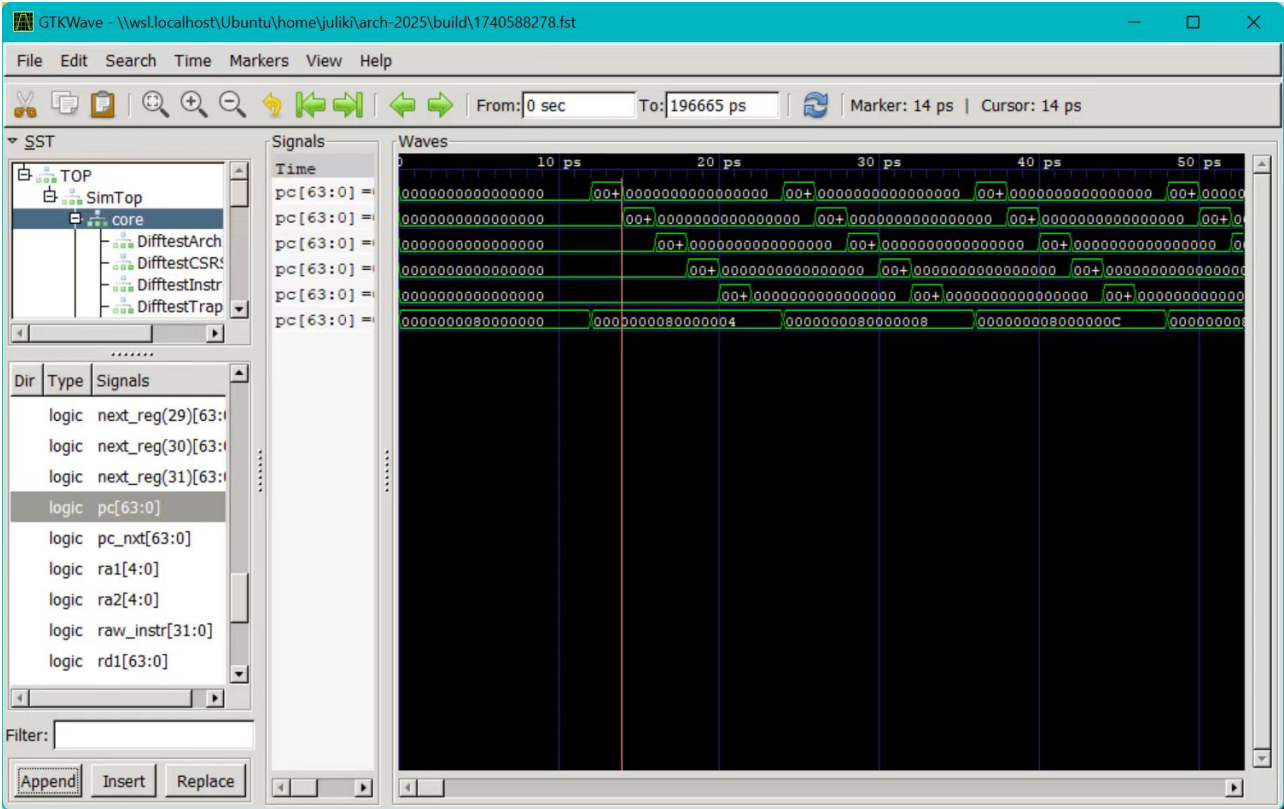 GTKWave - \\wsl.localhost\Ubuntu\home\juliki\arch-2025\build\1740588278.fst
File Edit Search Time Markers View Help
From: 0 sec To: 196665 ps Marker: 14 ps | Cursor: 14 ps
SST
TOP
SimTop
core
DifftestArch
DifftestCSRS
DifftestInstr
DifftestTrap
Dir Type Signals
logic next_reg(29)[63:
logic next_reg(30)[63:
logic next_reg(31)[63:
logic pc[63:0]
logic pc_nxt[63:0]
logic ra1[4:0]
logic ra2[4:0]
logic raw_instr[31:0]
logic rd1[63:0]
Filter:
Append Insert Replace
Signals
Time
pc[63:0] =
pc[63:0] =
pc[63:0] =
pc[63:0] =
pc[63:0] =
pc[63:0] =
Waves
10 ps 20 ps 30 ps 40 ps 50 ps
0000000000000000 00+ 0000000000000000 00+ 0000000000000000 00+ 0000000000000000 00+ 00000
0000000000000000 00+ 0000000000000000 00+ 0000000000000000 00+ 0000000000000000 00+
0000000000000000 00+ 0000000000000000 00+ 0000000000000000 00+ 0000000000000000
0000000000000000 00+ 0000000000000000 00+ 0000000000000000 00+ 0000000000000000
0000000000000000 00+ 0000000000000000 00+ 0000000000000000 00+ 000000000000
0000000080000000 0000000080000004 0000000080000008 000000008000000C 000000008